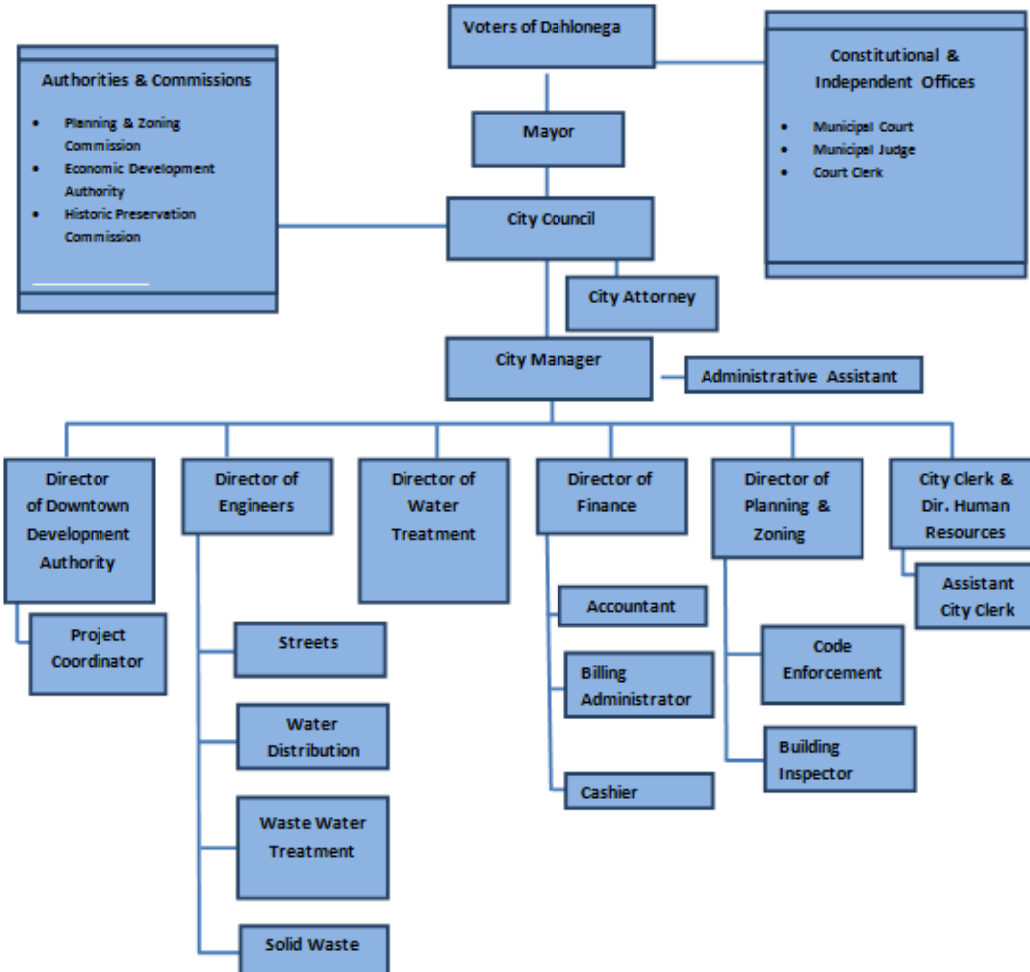 Voters of Dahlonega
Authorities & Commissions
• Planning & Zoning
Commission
• Economic Development
Authority
• Historic Preservation
Commission
Constitutional &
Independent Offices
• Municipal Court
• Municipal Judge
• Court Clerk
Mayor
City Council
City Attorney
City Manager
Administrative Assistant
Director
of Downtown
Development
Authority
Project
Coordinator
Director of
Engineers
Streets
Water
Distribution
Waste Water
Treatment
Solid Waste
Director of
Water
Treatment
Director of
Finance
Accountant
Billing
Administrator
Cashier
Director of
Planning &
Zoning
Code
Enforcement
Building
Inspector
City Clerk &
Dir. Human
Resources
Assistant
City Clerk